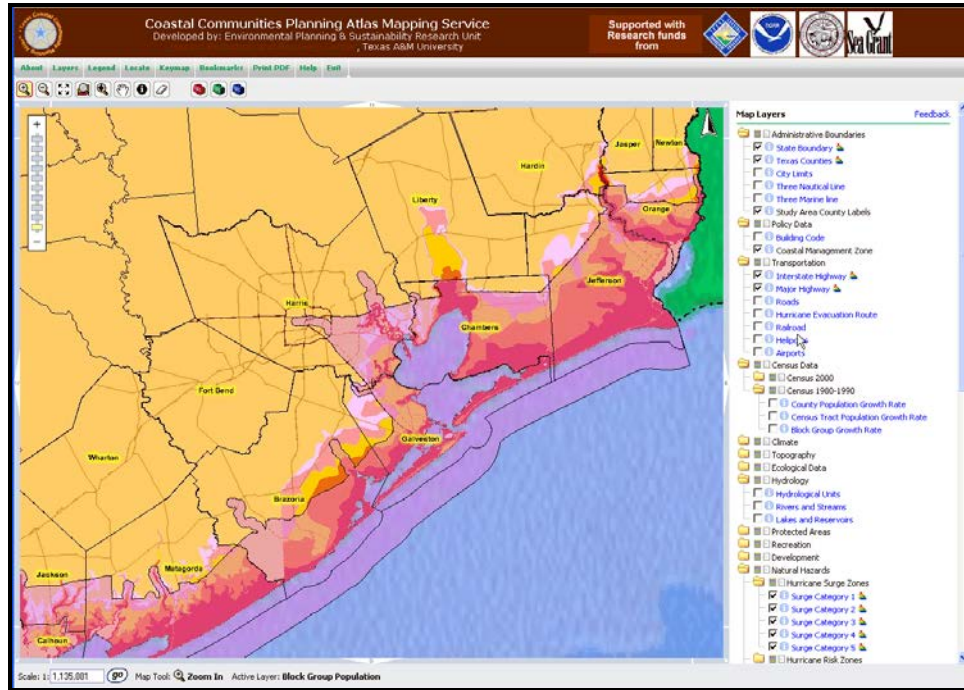 Coastal Communities Planning Atlas Mapping Service
Developed by: Environmental Planning & Sustainability Research Unit
, Texas A&M University
Supported with
Research funds
from
Sea Grant
About Layers Legend Locate Keymap Bookmarks Print PDF Help Exit
Map Layers Feedback
Administrative Boundaries
State Boundary
Texas Counties
City Limits
Three Nautical Line
Three Marine line
Study Area County Labels
Policy Data
Building Code
Coastal Management Zone
Transportation
Interstate Highway
Major Highway
Roads
Hurricane Evacuation Route
Railroad
Airports
Census Data
Census 2000
Census 1980-1990
County Population Growth Rate
Census Tract Population Growth Rate
Block Group Growth Rate
Climate
Topography
Ecological Data
Hydrology
Hydrological Units
Rivers and Streams
Lakes and Reservoirs
Protected Areas
Recreation
Development
Natural Hazards
Hurricane Surge Zones
Surge Category 1
Surge Category 2
Surge Category 3
Surge Category 4
Surge Category 5
Hurricane Risk Zones
Jasper Newton
Hardin
Liberty
Orange
Jefferson
Harris
Chambers
Fort Bend
Galveston
Wharton
Brazoria
Matagorda
Jackson
Calhoun
Scale: 1: 1,135,081 go Map Tool: Zoom In Active Layer: Block Group Population